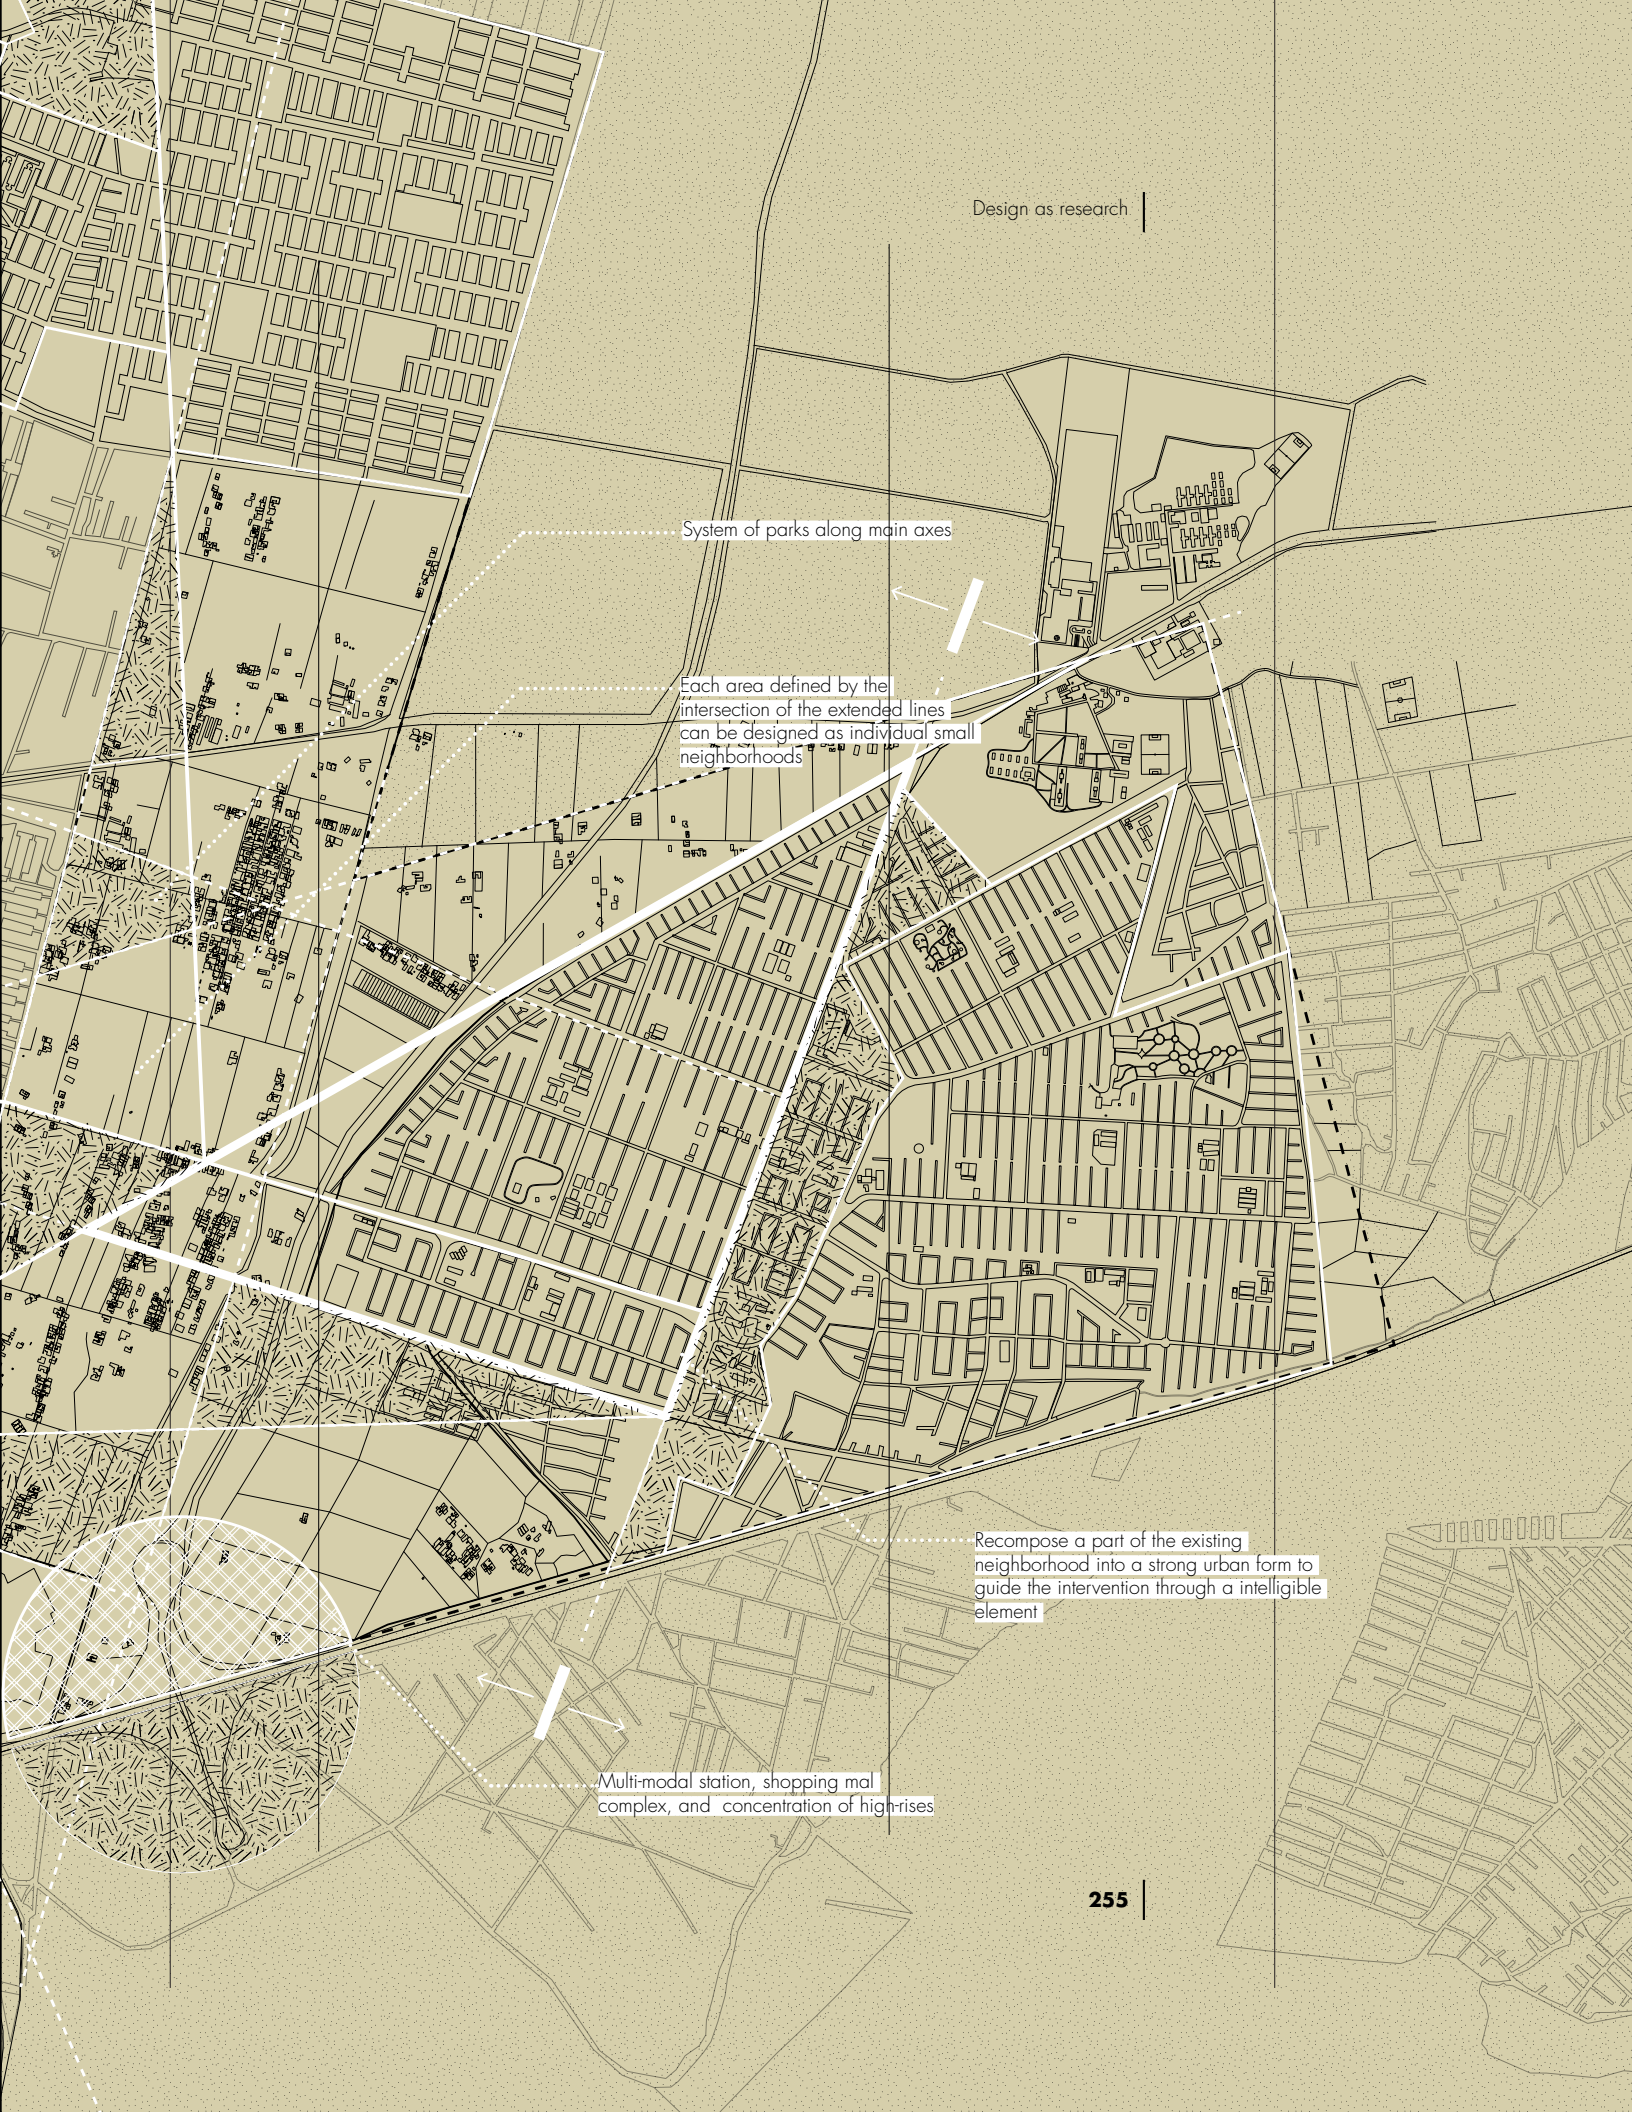 Design as research
System of parks along main axes
Each area defined by the
intersection of the extended lines
can be designed as individual small
neighborhoods
Recompose a part of the existing
neighborhood into a strong urban form to
guide the intervention through a intelligible
element
Multi-modal station, shopping mal
complex, and  concentration of high-rises
255